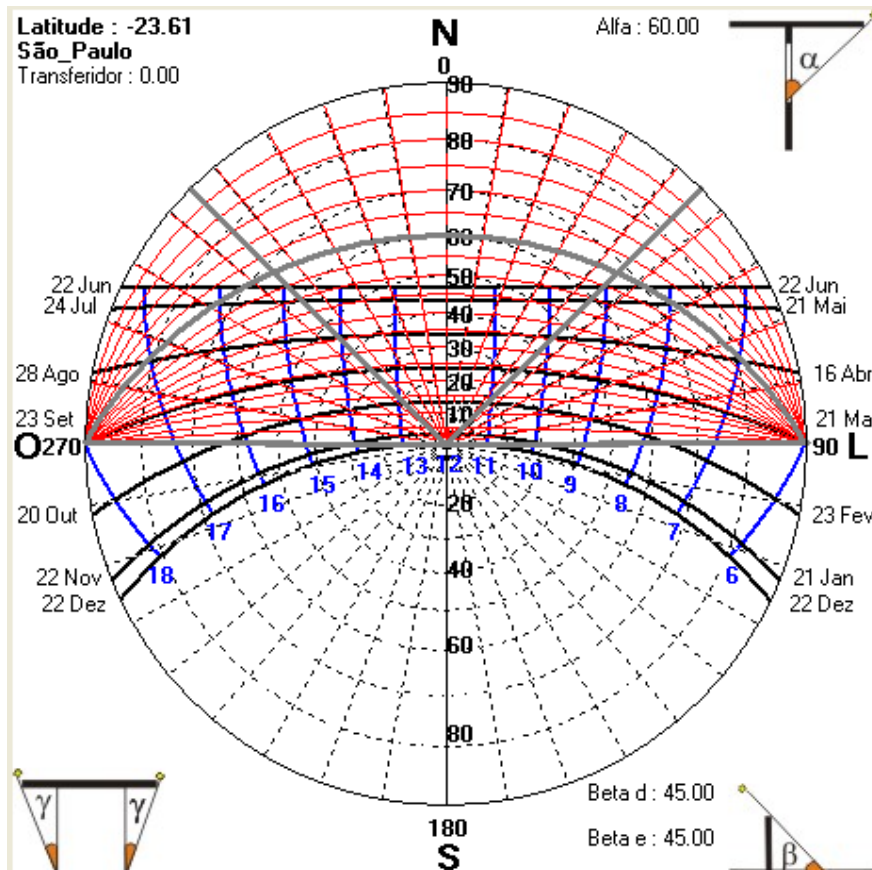 Latitude : -23.61
São_Paulo
Transferidor : 0.00
N
0
Alfa : 60.00
α
90
80
70
60
50
40
30
20
10
22 Jun
24 Jul
28 Ago
23 Set
O 270
20 Out
22 Nov
22 Dez
22 Jun
21 Mai
16 Abr
21 Ma
90 L
23 Fev
21 Jan
22 Dez
18 17 16 15 14 13 12 11 10 9 8 7 6
20
40
60
80
180
S
γ γ
Beta d : 45.00
Beta e : 45.00
β